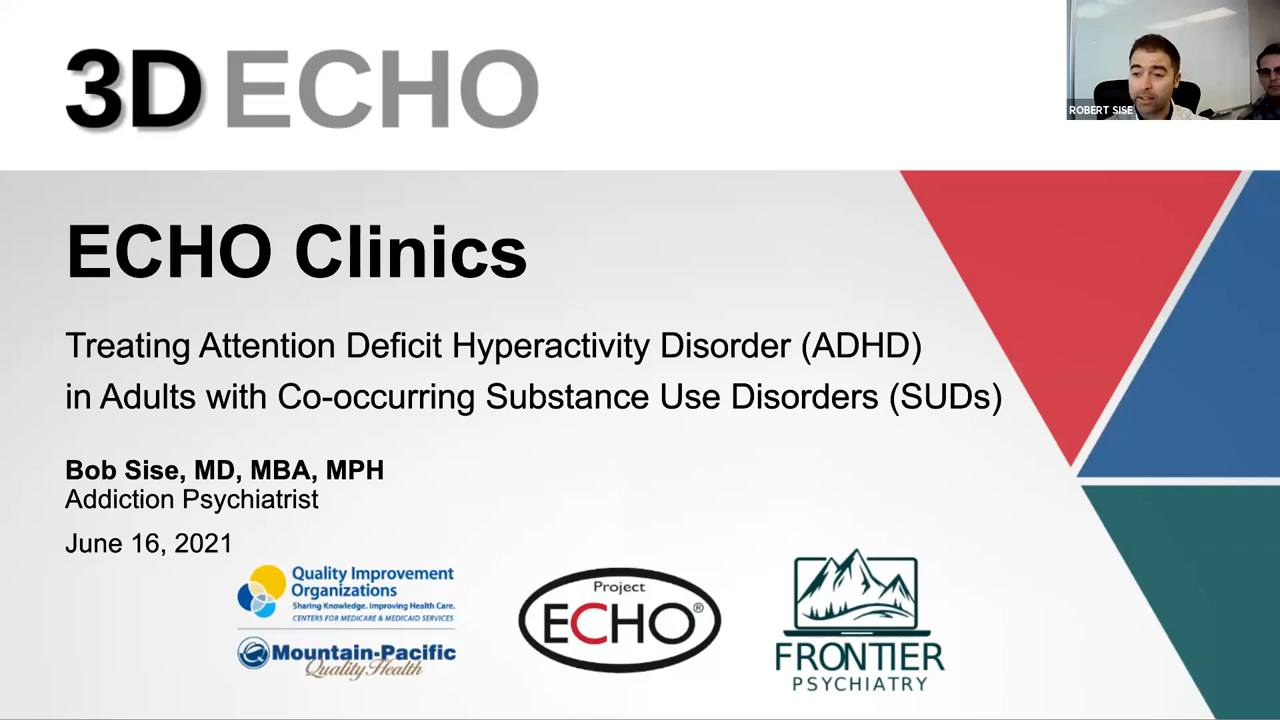 3D ECHO
ROBERT SISE
ECHO Clinics
Treating Attention Deficit Hyperactivity Disorder (ADHD)
in Adults with Co-occurring Substance Use Disorders (SUDs)
Bob Sise, MD, MBA, MPH
Addiction Psychiatrist
June 16, 2021
Quality Improvement
Organizations
Sharing Knowledge. Improving Health Care.
CENTERS FOR MEDICARE & MEDICAID SERVICES
Mountain-Pacific
Quality Health
Project
ECHO®
FRONTIER
PSYCHIATRY